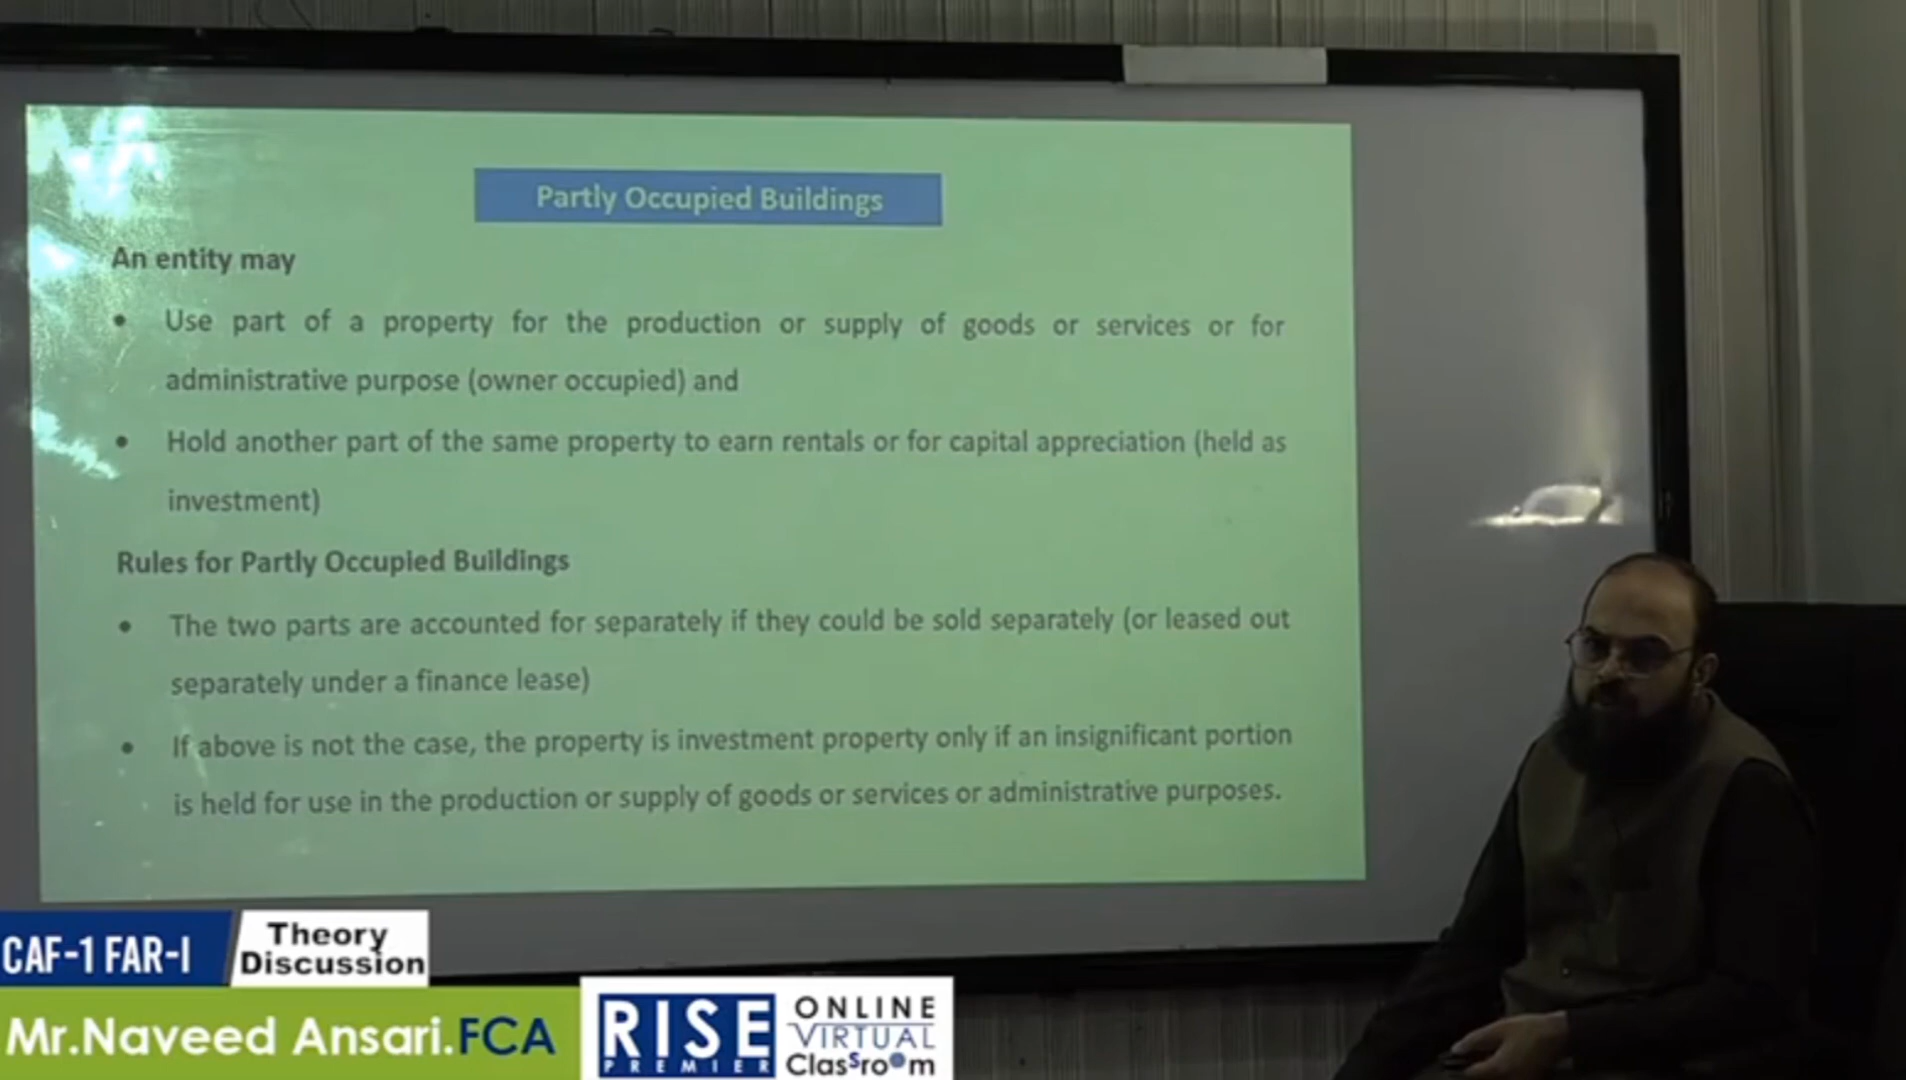 Partly Occupied Buildings
An entity may
• Use part of a property for the production or supply of goods or services or for
administrative purpose (owner occupied) and
• Hold another part of the same property to earn rentals or for capital appreciation (held as
investment)
Rules for Partly Occupied Buildings
• The two parts are accounted for separately if they could be sold separately (or leased out
separately under a finance lease)
• If above is not the case, the property is investment property only if an insignificant portion
is held for use in the production or supply of goods or services or administrative purposes.
CAF-1 FAR-I
Theory
Discussion
Mr.Naveed Ansari.FCA
RISE
PREMIER
ONLINE
VIRTUAL
Classroom